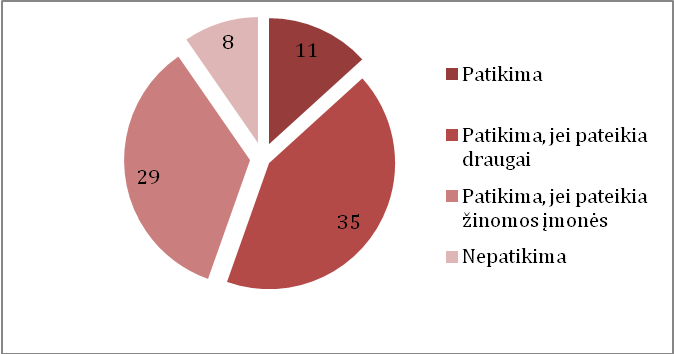 8
11
29
35
Patikima
Patikima, jei pateikia
draugai
Patikima, jei pateikia
žinomos įmonės
Nepatikima